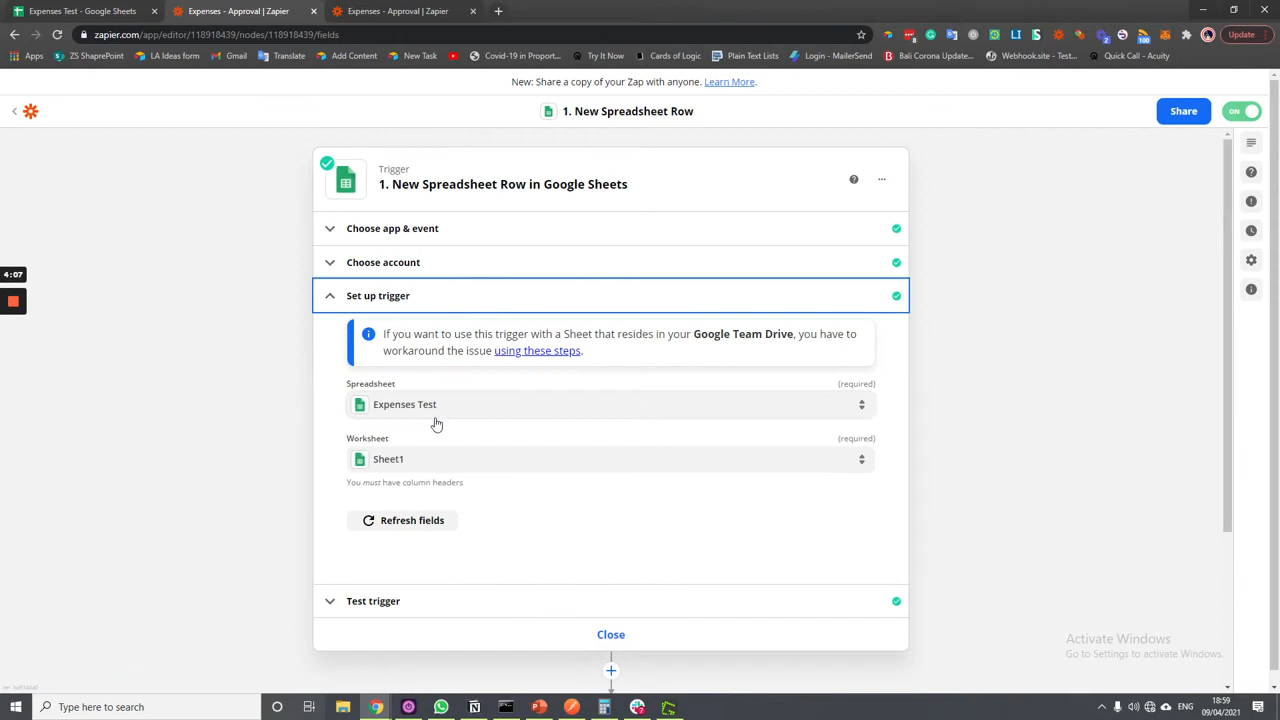 Expenses Test - Google Sheets
Expenses - Approval | Zapier
Expenses - Approval | Zapier
zapier.com/app/editor/118918439/nodes/118918439/fields
Update
Apps
ZS SharePoint
LA Ideas form
Gmail
Translate
Add Content
New Task
Covid-19 in Proport...
Try It Now
Cards of Logic
Plain Text Lists
Login - MailerSend
Bali Corona Update...
Webhook.site - Test...
Quick Call - Acuity
New: Share a copy of your Zap with anyone. Learn More.
1. New Spreadsheet Row
Share
ON
Trigger
1. New Spreadsheet Row in Google Sheets
Choose app & event
Choose account
4:07
Set up trigger
If you want to use this trigger with a Sheet that resides in your Google Team Drive, you have to
workaround the issue using these steps.
Spreadsheet
(required)
Expenses Test
Worksheet
(required)
Sheet1
You must have column headers
Refresh fields
Test trigger
Close
Activate Windows
Go to Settings to activate Windows.
Type here to search
18:59
09/04/2021